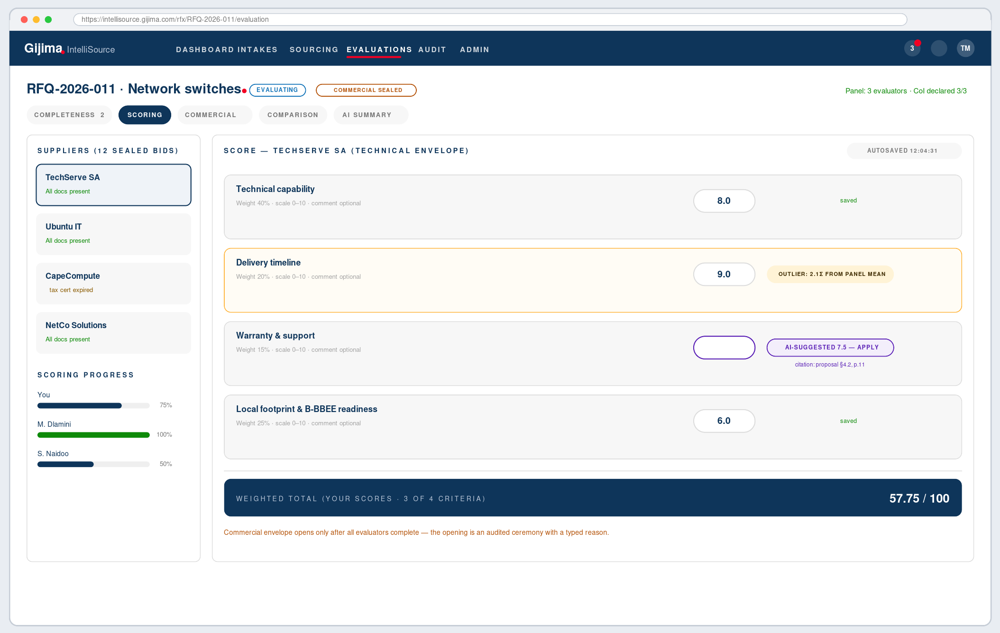 https://intellisource.gijima.com/rfx/RFQ-2026-011/evaluation
Gijima. IntelliSource
DASHBOARD INTAKES SOURCING EVALUATIONS AUDIT ADMIN
3
TM
RFQ-2026-011 · Network switches.
EVALUATING
COMMERCIAL SEALED
Panel: 3 evaluators · CoI declared 3/3
COMPLETENESS 2
SCORING
COMMERCIAL
COMPARISON
AI SUMMARY
SUPPLIERS (12 SEALED BIDS)
TechServe SA
All docs present
Ubuntu IT
All docs present
CapeCompute
tax cert expired
NetCo Solutions
All docs present
SCORING PROGRESS
You
75%
M. Dlamini
100%
S. Naidoo
50%
SCORE — TECHSERVE SA (TECHNICAL ENVELOPE)
AUTOSAVED 12:04:31
Technical capability
Weight 40% · scale 0–10 · comment optional
8.0
saved
Delivery timeline
Weight 20% · scale 0–10 · comment optional
9.0
OUTLIER: 2.1Σ FROM PANEL MEAN
Warranty & support
Weight 15% · scale 0–10 · comment optional
AI-SUGGESTED 7.5 — APPLY
citation: proposal §4.2, p.11
Local footprint & B-BBEE readiness
Weight 25% · scale 0–10 · comment optional
6.0
saved
WEIGHTED TOTAL (YOUR SCORES · 3 OF 4 CRITERIA)
57.75 / 100
Commercial envelope opens only after all evaluators complete — the opening is an audited ceremony with a typed reason.